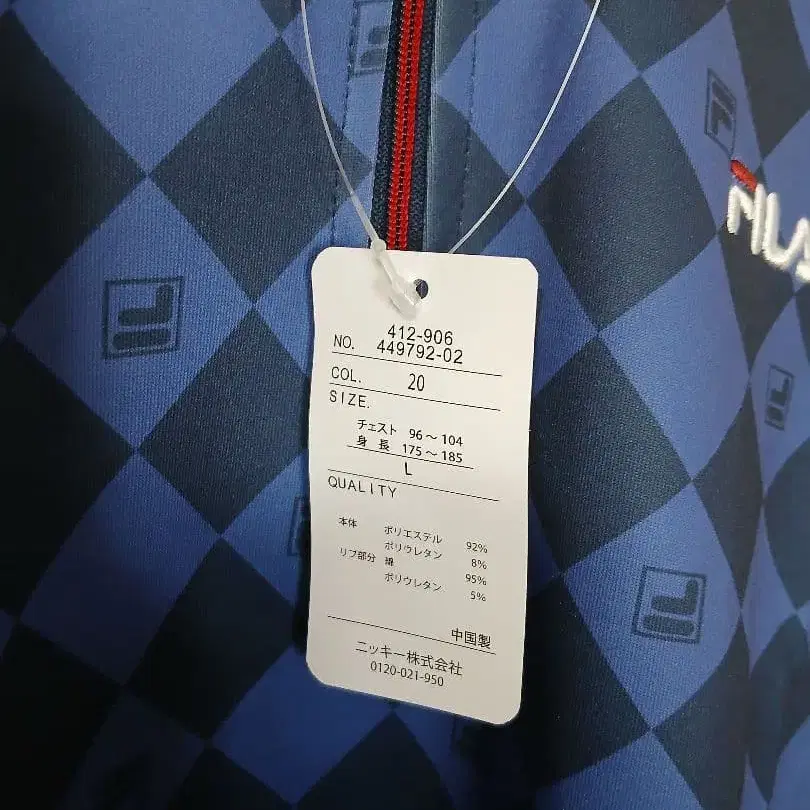 412-906
NO. 449792-02
COL. 20
SIZE.
チェスト 96～104
身長 175～185
L
QUALITY
本体 ポリエステル 92%
ポリウレタン 8%
リブ部分 綿 95%
ポリウレタン 5%
中国製
ニッキー株式会社
0120-021-950